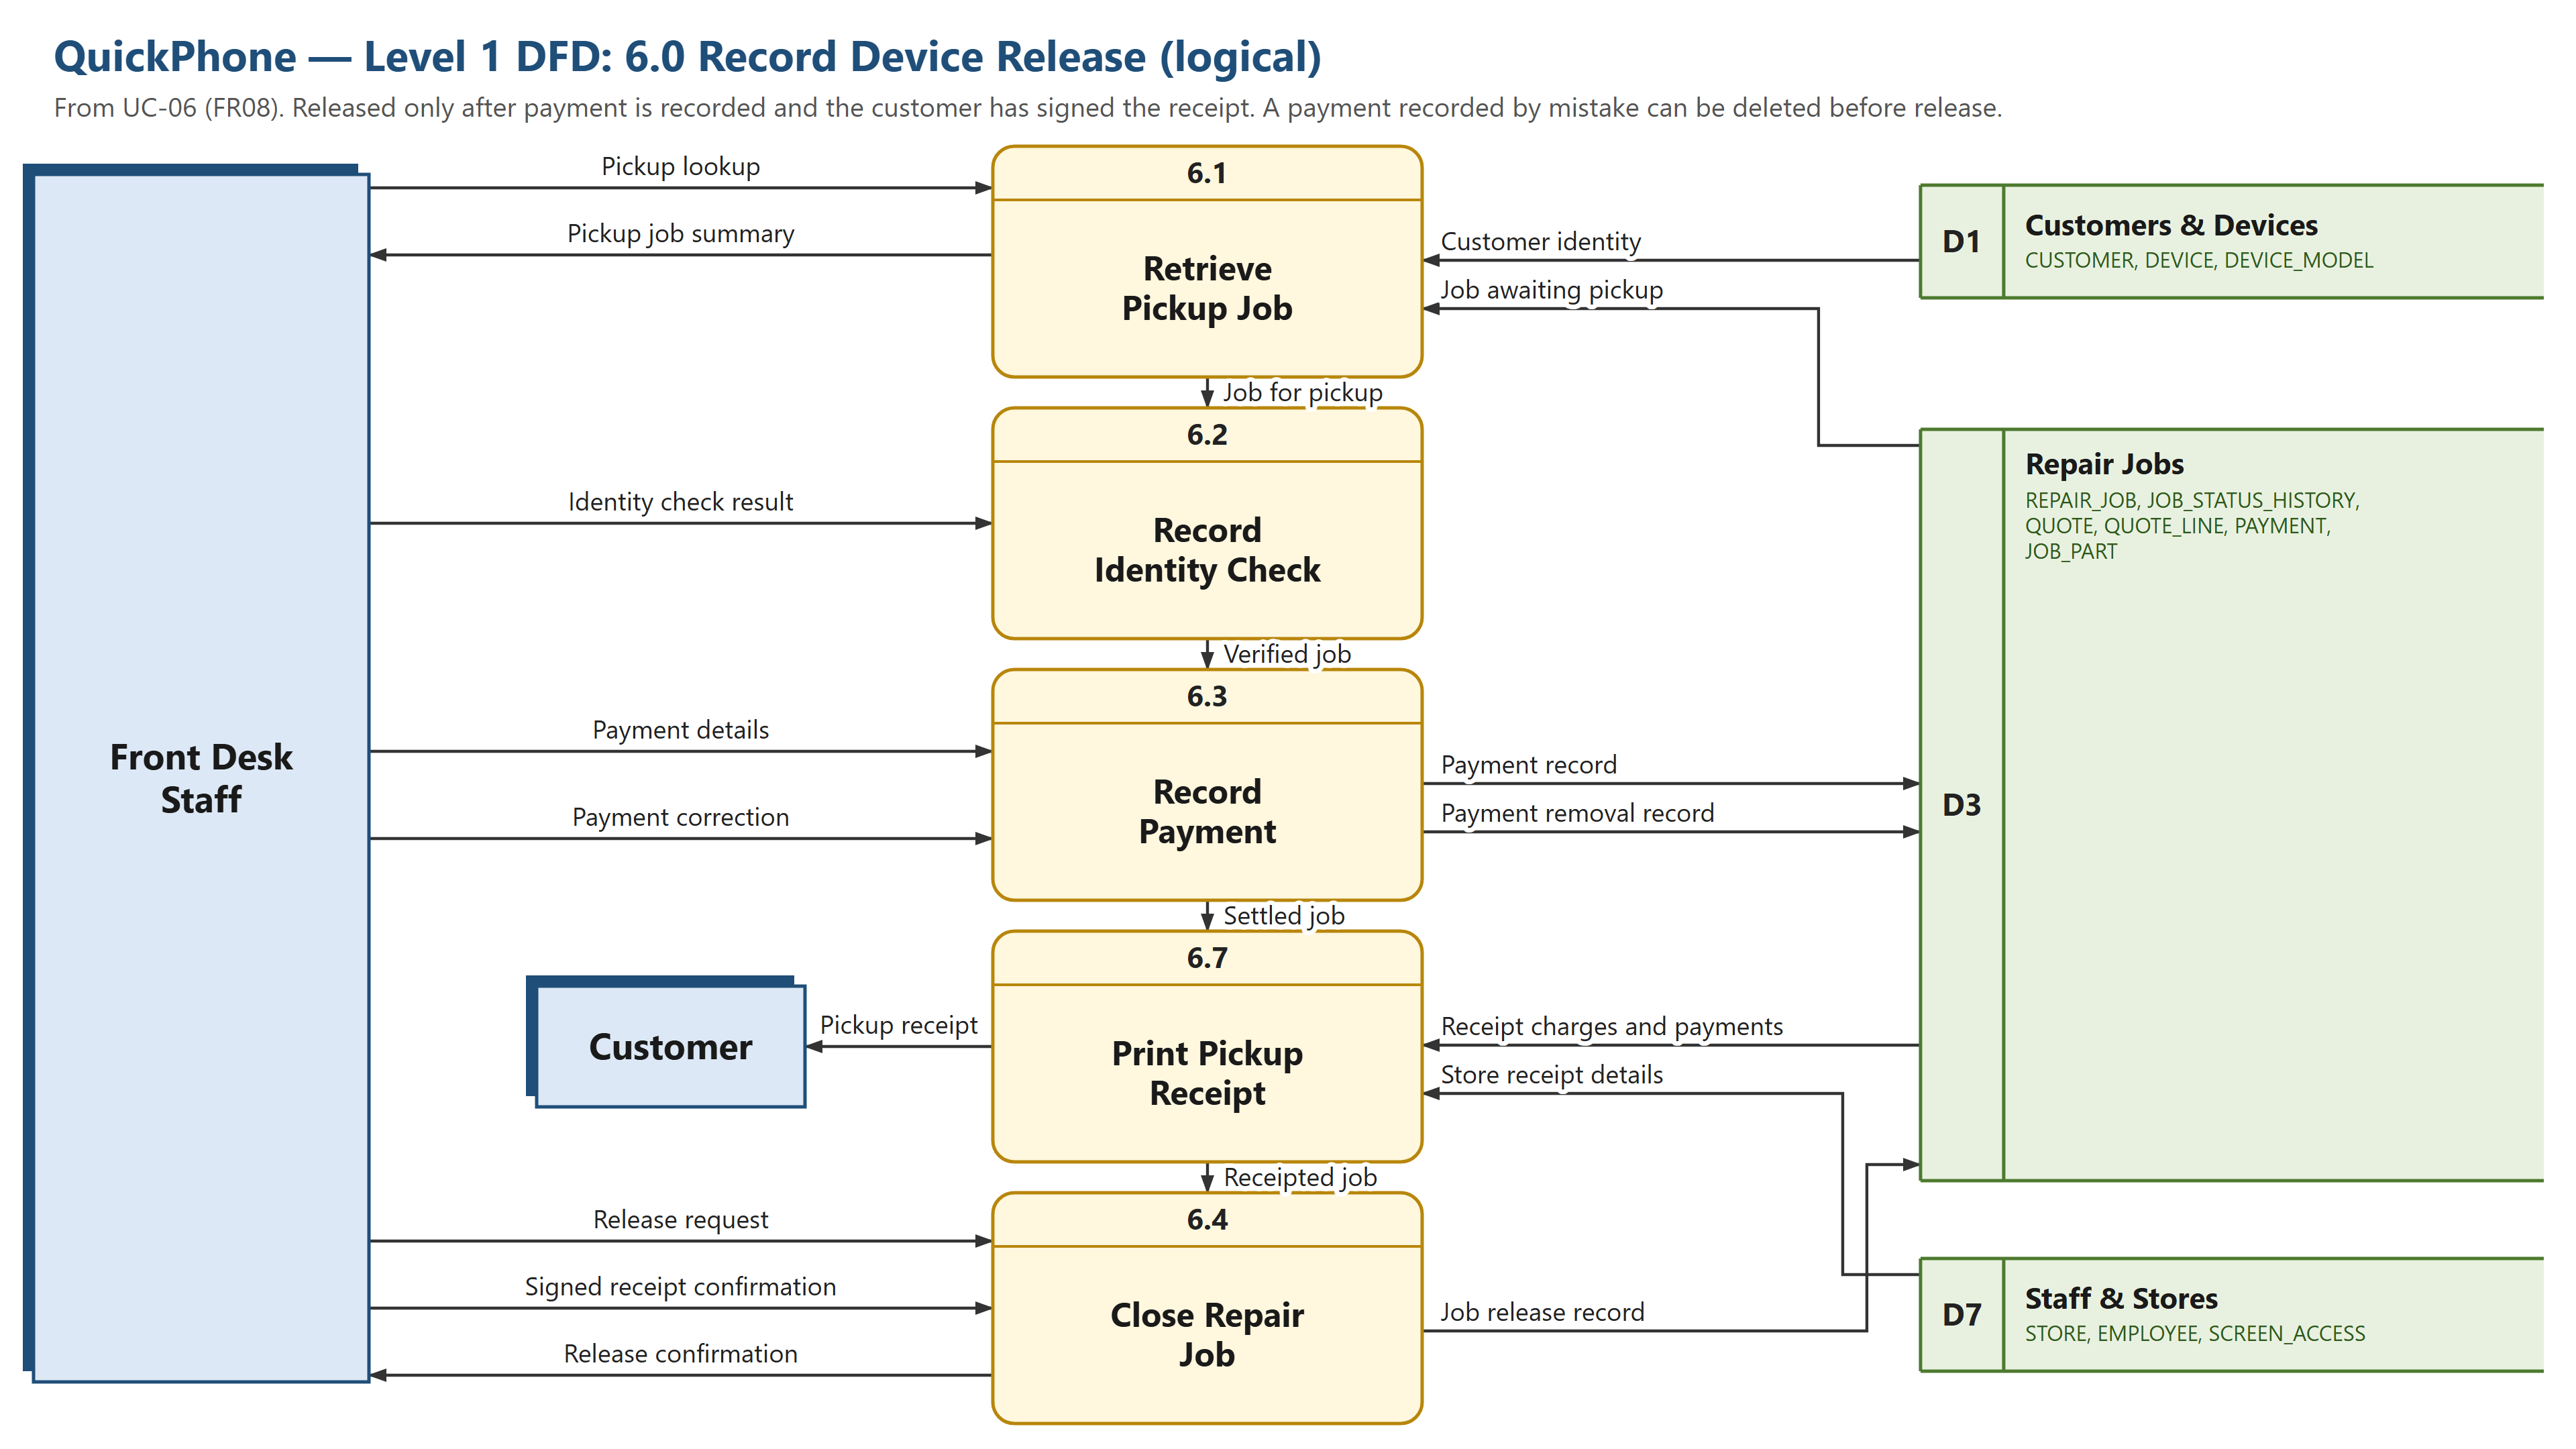 QuickPhone — Level 1 DFD: 6.0 Record Device Release (logical)
From UC-06 (FR08). Released only after payment is recorded and the customer has signed the receipt. A payment recorded by mistake can be deleted before release.
Pickup lookup
6.1
Pickup job summary
Retrieve
Pickup Job
Customer identity
Job awaiting pickup
D1
Customers & Devices
CUSTOMER, DEVICE, DEVICE_MODEL
Job for pickup
6.2
Identity check result
Record
Identity Check
Repair Jobs
REPAIR_JOB, JOB_STATUS_HISTORY,
QUOTE, QUOTE_LINE, PAYMENT,
JOB_PART
Verified job
6.3
Front Desk
Staff
Payment details
Payment correction
Record
Payment
Payment record
Payment removal record
D3
Settled job
6.7
Customer
Pickup receipt
Print Pickup
Receipt
Receipt charges and payments
Store receipt details
Receipted job
6.4
Release request
Signed receipt confirmation
Release confirmation
Close Repair
Job
Job release record
D7
Staff & Stores
STORE, EMPLOYEE, SCREEN_ACCESS